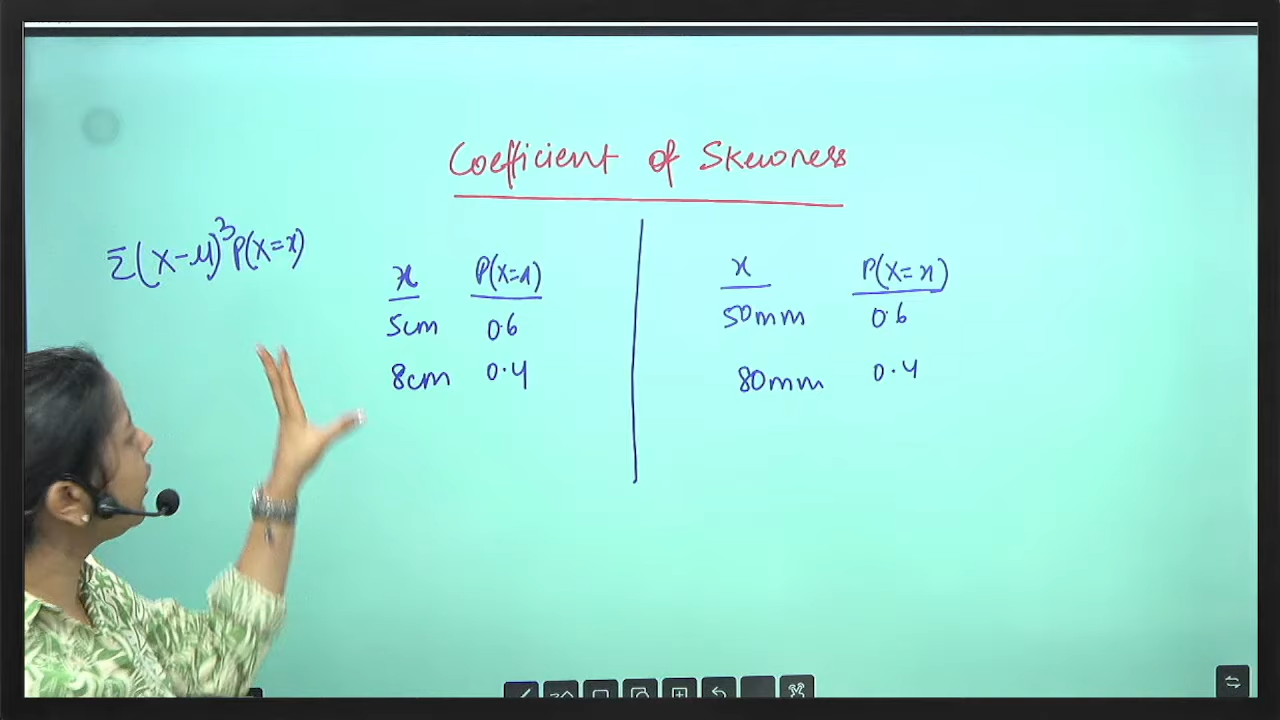 Coefficient of Skewness
Σ(X-μ)³P(X=x)
x P(X=x)
5cm 0.6
8cm 0.4
x P(X=x)
50mm 0.6
80mm 0.4